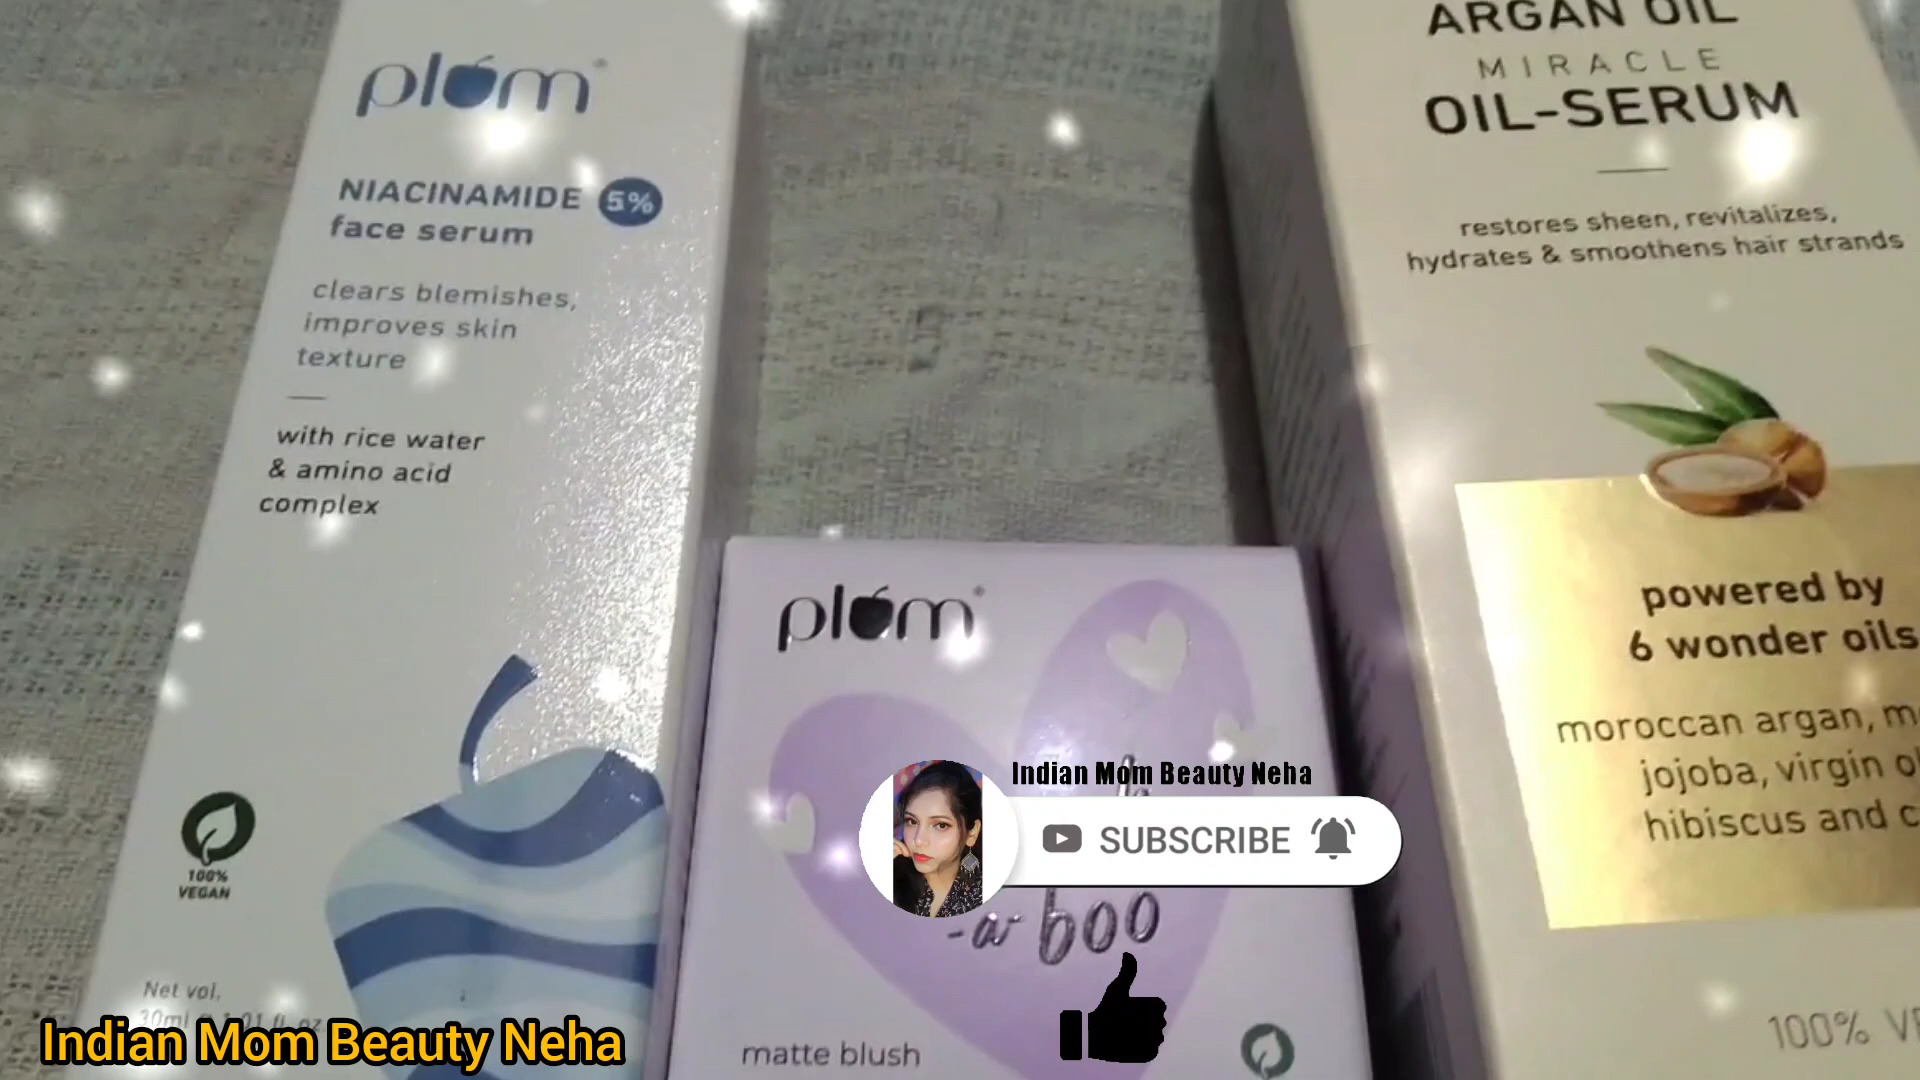 plum
NIACINAMIDE 5%
face serum
clears blemishes,
improves skin
texture
with rice water
& amino acid
complex
100%
VEGAN
Net vol.
plum
-a-boo
matte blush
ARGAN OIL
MIRACLE
OIL-SERUM
restores sheen, revitalizes,
hydrates & smoothens hair strands
powered by
6 wonder oils
moroccan argan,
jojoba, virgin
hibiscus and
100%
Indian Mom Beauty Neha
SUBSCRIBE
Indian Mom Beauty Neha